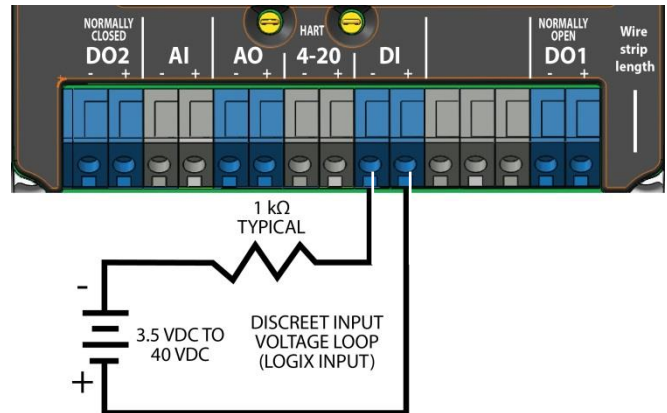 NORMALLY
CLOSED
DO2
- +
AI
- +
AO
- +
HART
4-20
- +
DI
- +
NORMALLY
OPEN
DO1
- +
Wire
strip
length
1 kΩ
TYPICAL
-
3.5 VDC TO
40 VDC
+
DISCREET INPUT
VOLTAGE LOOP
(LOGIX INPUT)